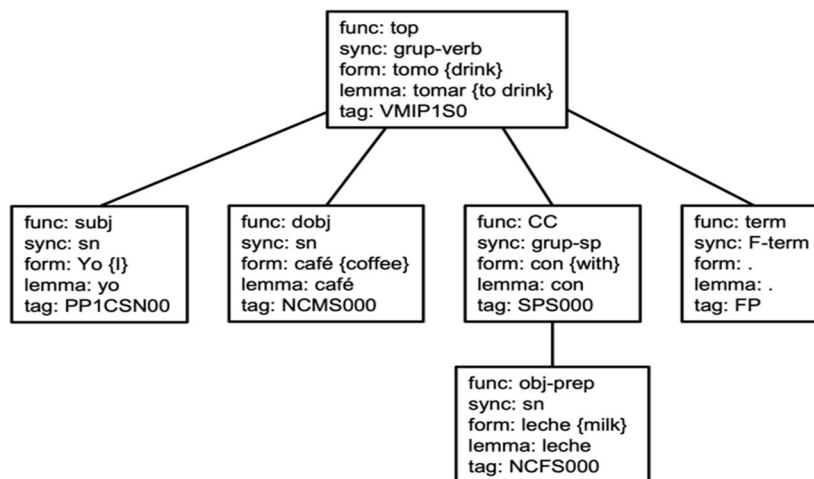 func: top
sync: grup-verb
form: tomo {drink}
lemma: tomar {to drink}
tag: VMIP1S0
func: subj
sync: sn
form: Yo {I}
lemma: yo
tag: PP1CSN00
func: dobj
sync: sn
form: café {coffee}
lemma: café
tag: NCMS000
func: CC
sync: grup-sp
form: con {with}
lemma: con
tag: SPS000
func: term
sync: F-term
form: .
lemma: .
tag: FP
func: obj-prep
sync: sn
form: leche {milk}
lemma: leche
tag: NCFS000